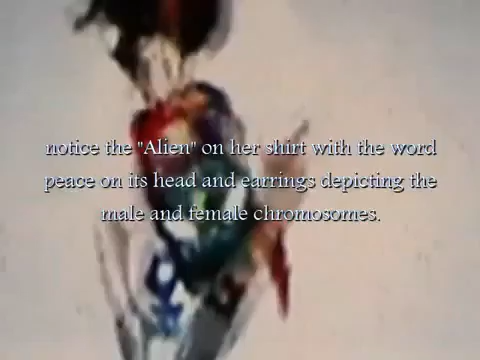 notice the "Alien" on her shirt with the word
peace on its head and earrings depicting the
male and female chromosomes.